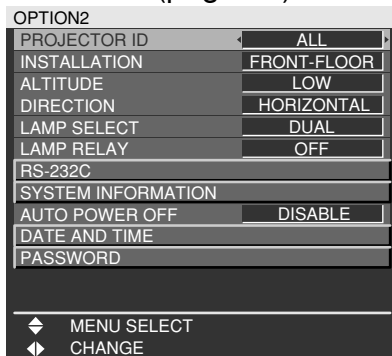 OPTION2
PROJECTOR ID ALL
INSTALLATION FRONT-FLOOR
ALTITUDE LOW
DIRECTION HORIZONTAL
LAMP SELECT DUAL
LAMP RELAY OFF
RS-232C
SYSTEM INFORMATION
AUTO POWER OFF DISABLE
DATE AND TIME
PASSWORD
MENU SELECT
CHANGE